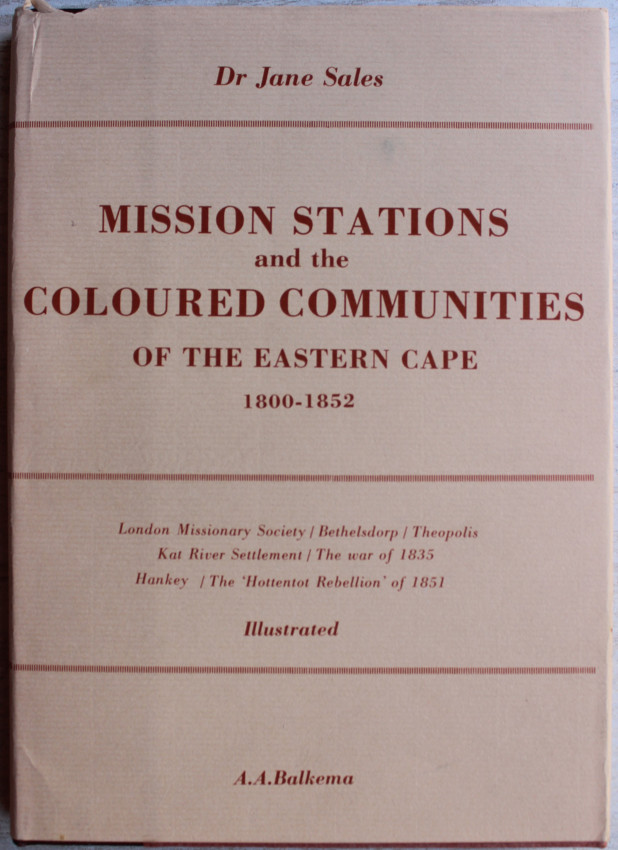 Dr Jane Sales
MISSION STATIONS
and the
COLOURED COMMUNITIES
OF THE EASTERN CAPE
1800-1852
London Missionary Society / Bethelsdorp / Theopolis
Kat River Settlement / The war of 1835
Hankey / The 'Hottentot Rebellion' of 1851
Illustrated
A.A.Balkema